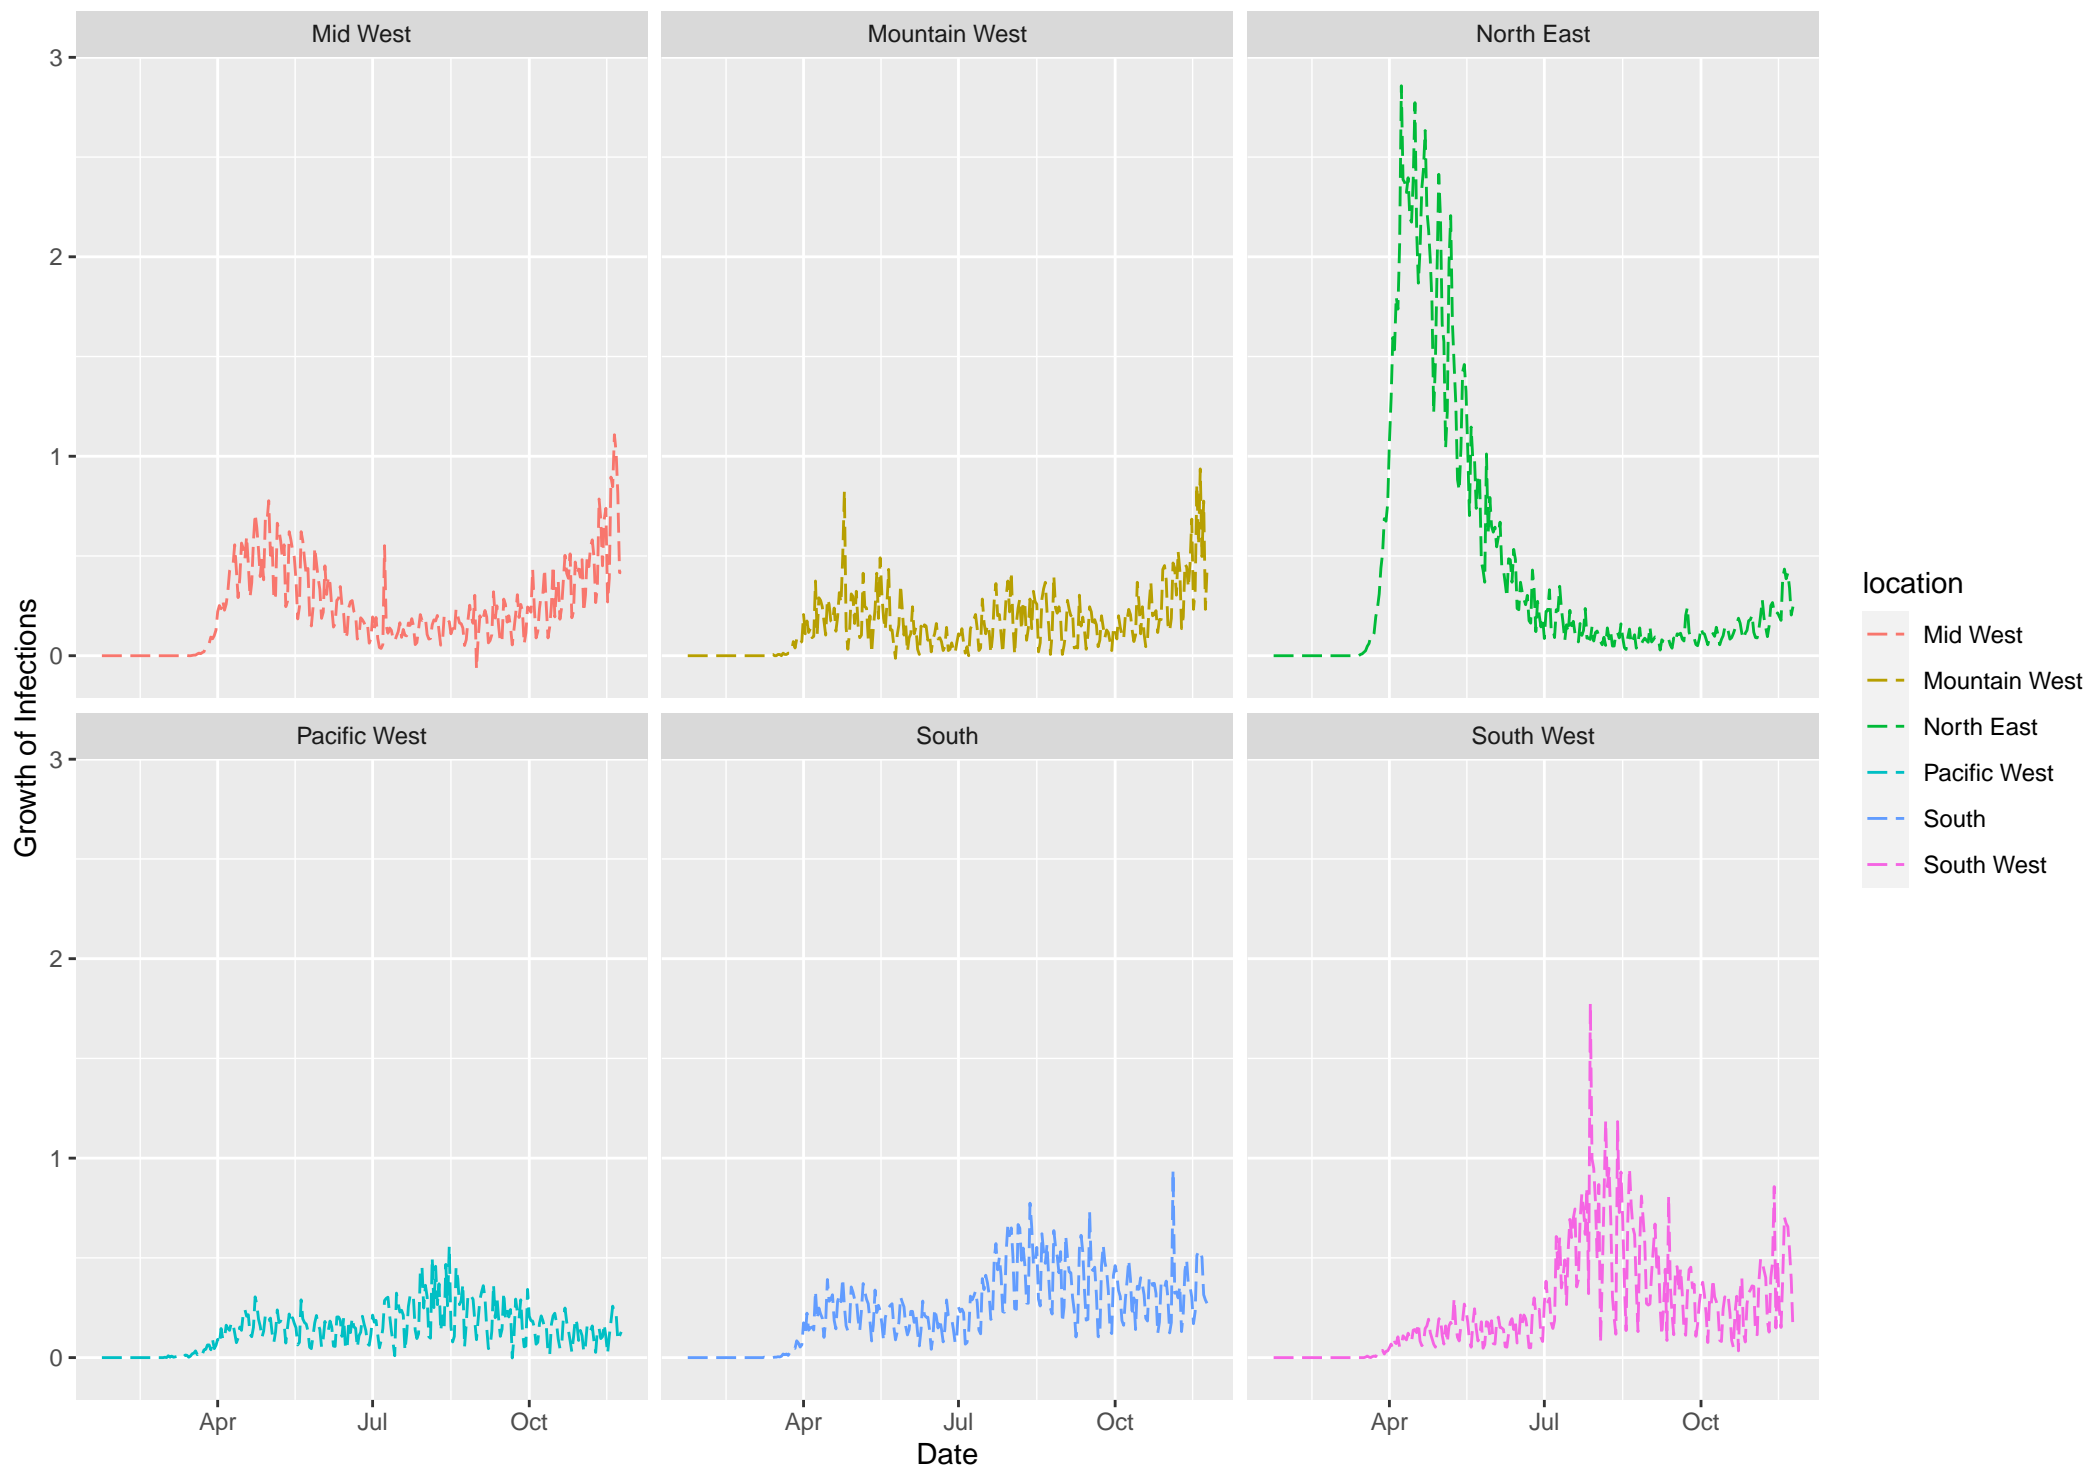 Mid West
Mountain West
North East
3
2
1
0
Pacific West
South
South West
3
2
1
0
Apr
Jul
Oct
Apr
Jul
Oct
Apr
Jul
Oct
Date
Growth of Infections
location
Mid West
Mountain West
North East
Pacific West
South
South West